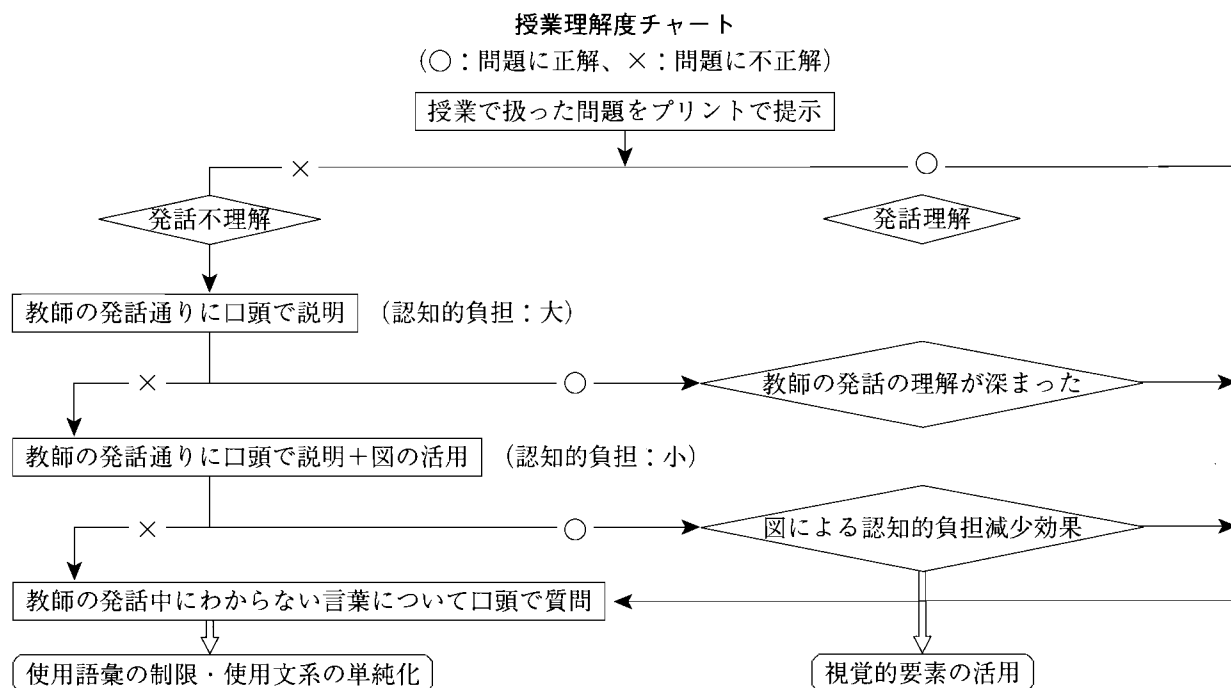 授業理解度チャート
（○：問題に正解、×：問題に不正解）
授業で扱った問題をプリントで提示
×
○
発話不理解
発話理解
教師の発話通りに口頭で説明
（認知的負担：大）
×
○
教師の発話の理解が深まった
教師の発話通りに口頭で説明＋図の活用
（認知的負担：小）
×
○
図による認知的負担減少効果
教師の発話中にわからない言葉について口頭で質問
使用語彙の制限・使用文系の単純化
視覚的要素の活用